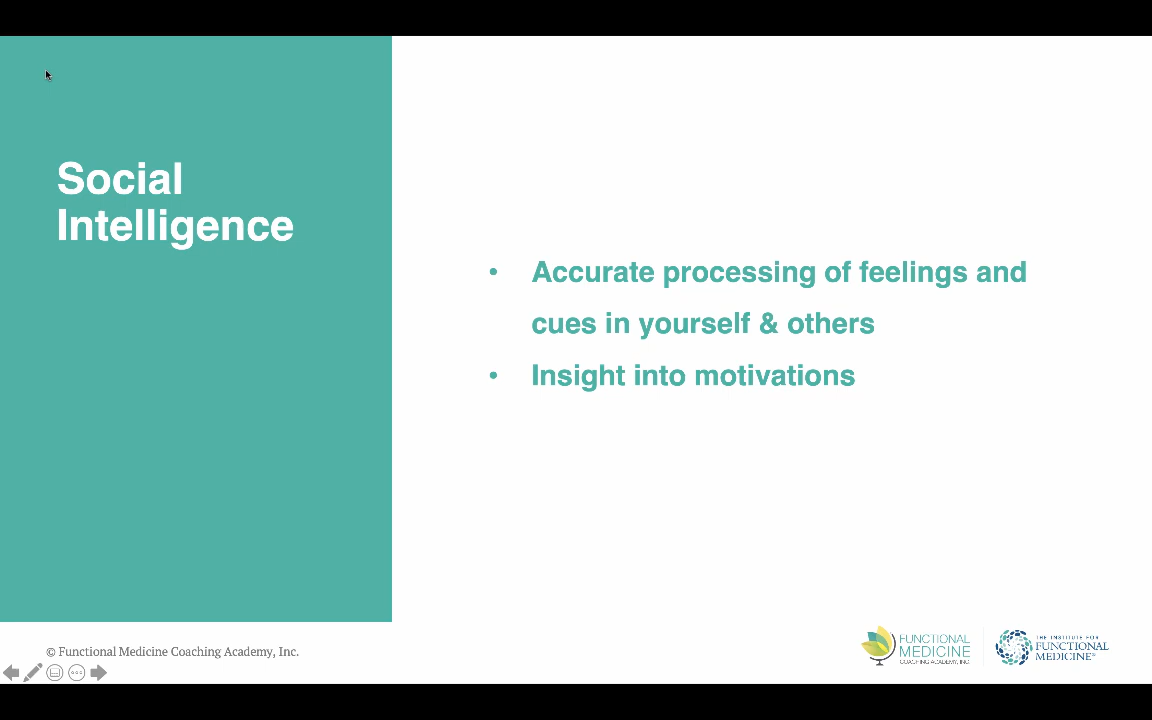 Social
Intelligence
• Accurate processing of feelings and
cues in yourself & others
• Insight into motivations
© Functional Medicine Coaching Academy, Inc.
FUNCTIONAL
MEDICINE
COACHING ACADEMY, INC.
THE INSTITUTE FOR
FUNCTIONAL
MEDICINE™